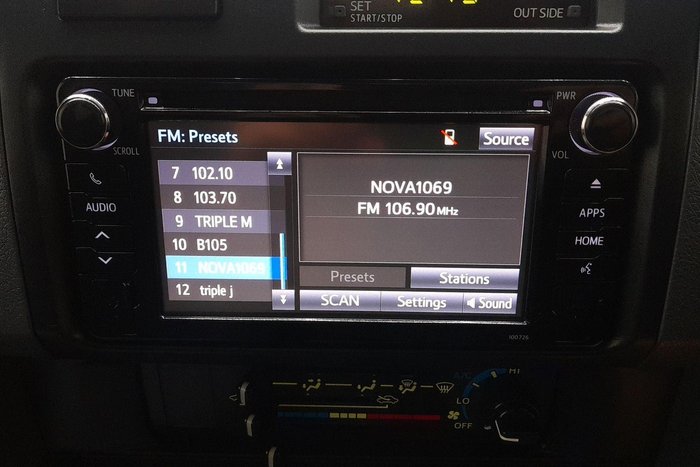 SET
START/STOP
OUT SIDE
TUNE
PWR
FM: Presets
Source
SCROLL
VOL
7 102.10
8 103.70
9 TRIPLE M
10 B105
11 NOVA1069
12 triple j
NOVA1069
FM 106.90 MHz
AUDIO
APPS
HOME
Presets
Stations
SCAN
Settings
Sound
100726
A/C
HI
LO
OFF